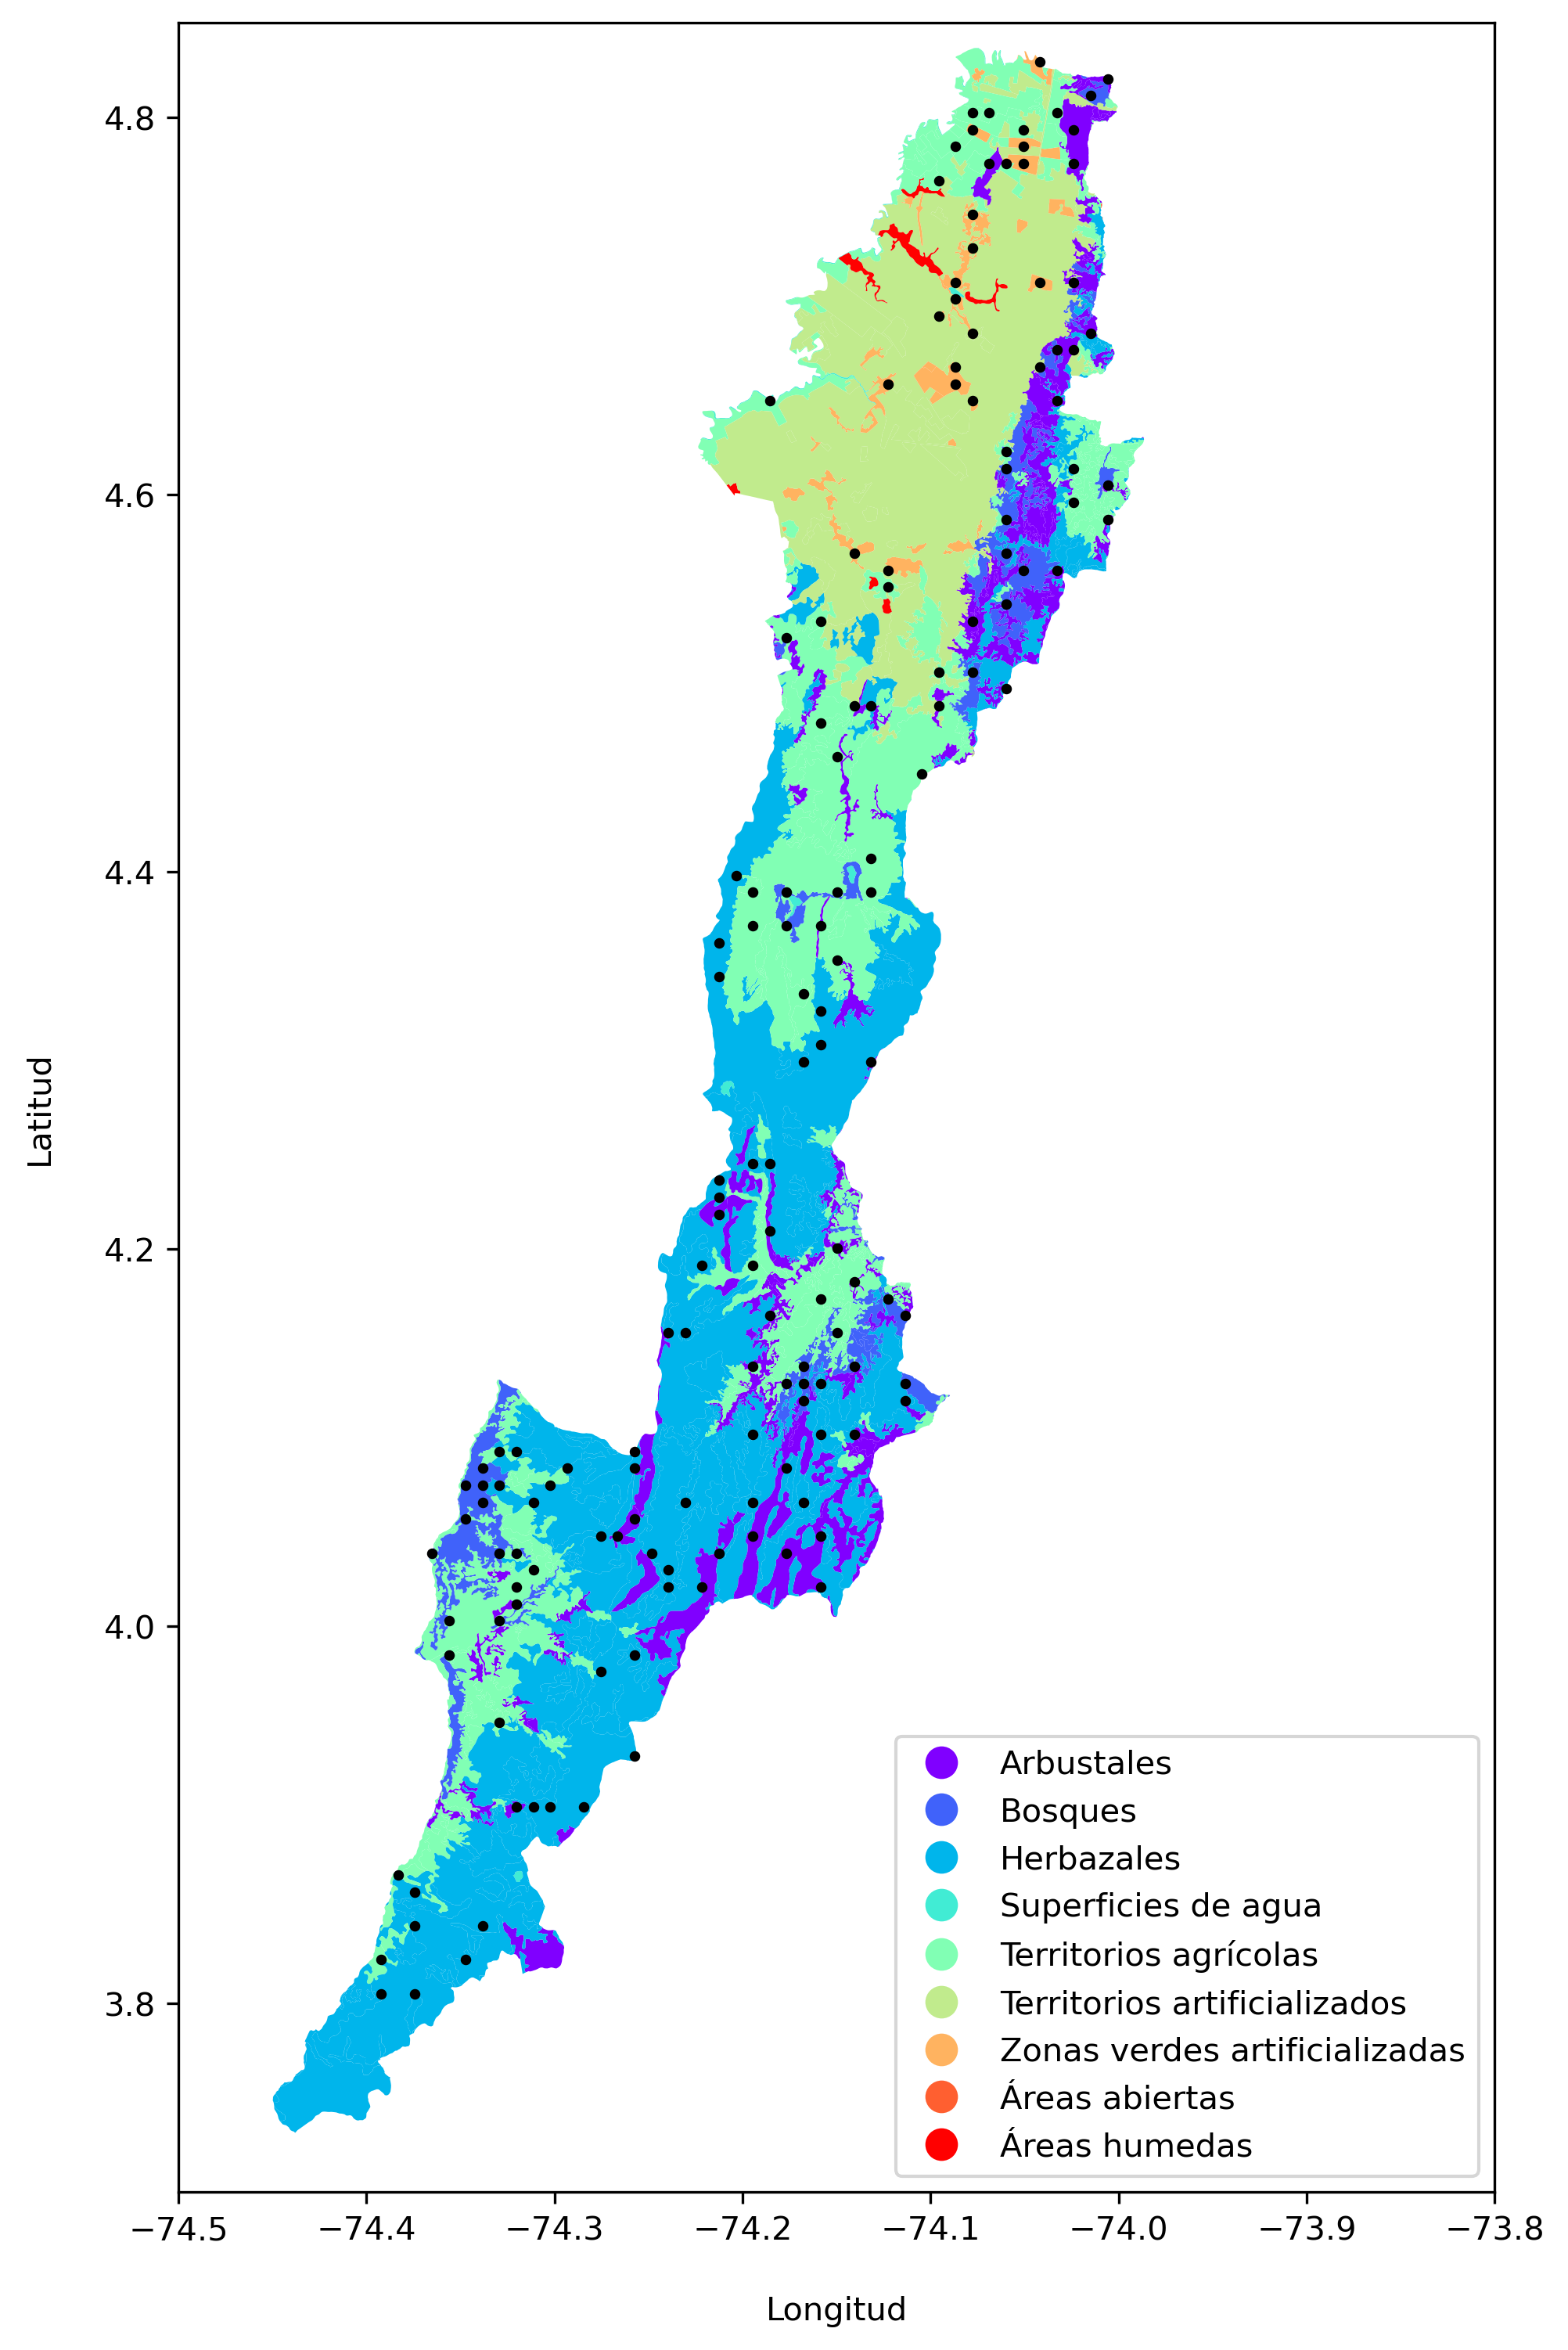 4.8
4.6
4.4
4.2
4.0
3.8
Latitud
−74.5
−74.4
−74.3
−74.2
−74.1
−74.0
−73.9
−73.8
Longitud
Arbustales
Bosques
Herbazales
Superficies de agua
Territorios agrícolas
Territorios artificializados
Zonas verdes artificializadas
Áreas abiertas
Áreas humedas